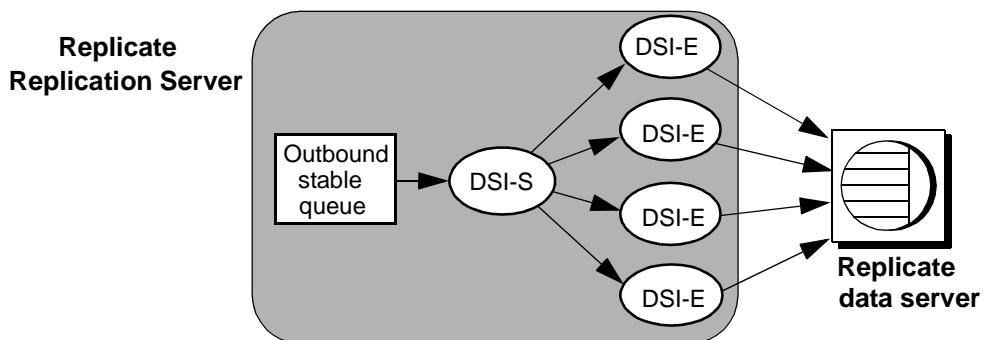 Replicate
Replication Server
Outbound
stable
queue
DSI-S
DSI-E
DSI-E
DSI-E
DSI-E
Replicate
data server